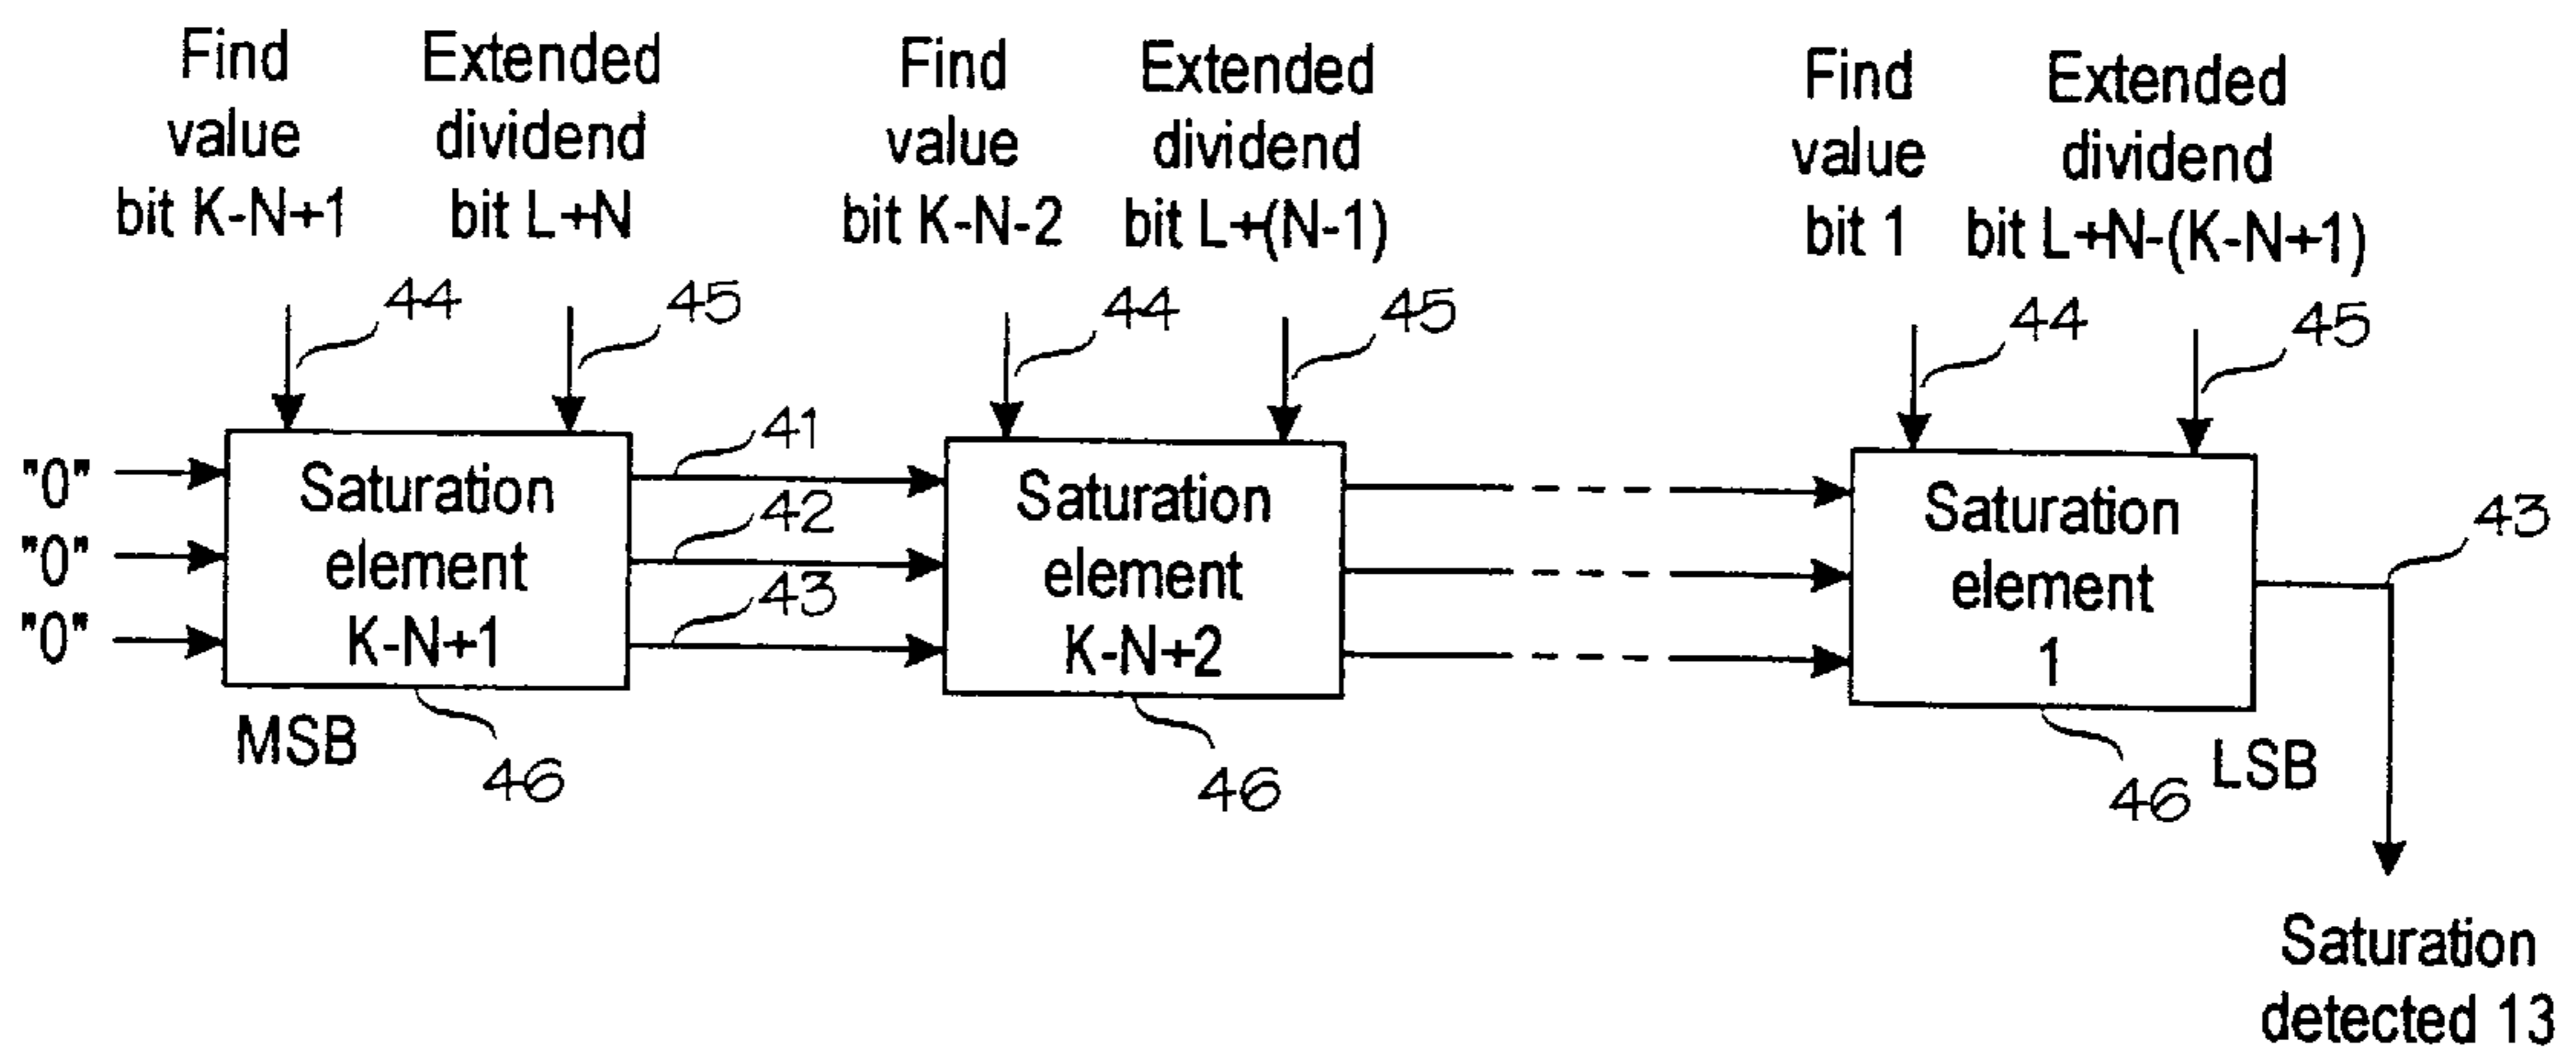 Find
value
bit K-N+1
Extended
dividend
bit L+N
Find
value
bit K-N-2
Extended
dividend
bit L+(N-1)
Find
value
bit 1
Extended
dividend
bit L+N-(K-N+1)
44
45
44
45
44
45
"0"
"0"
"0"
Saturation
element
K-N+1
41
42
43
Saturation
element
K-N+2
Saturation
element
1
43
MSB
46
46
46
LSB
Saturation
detected 13